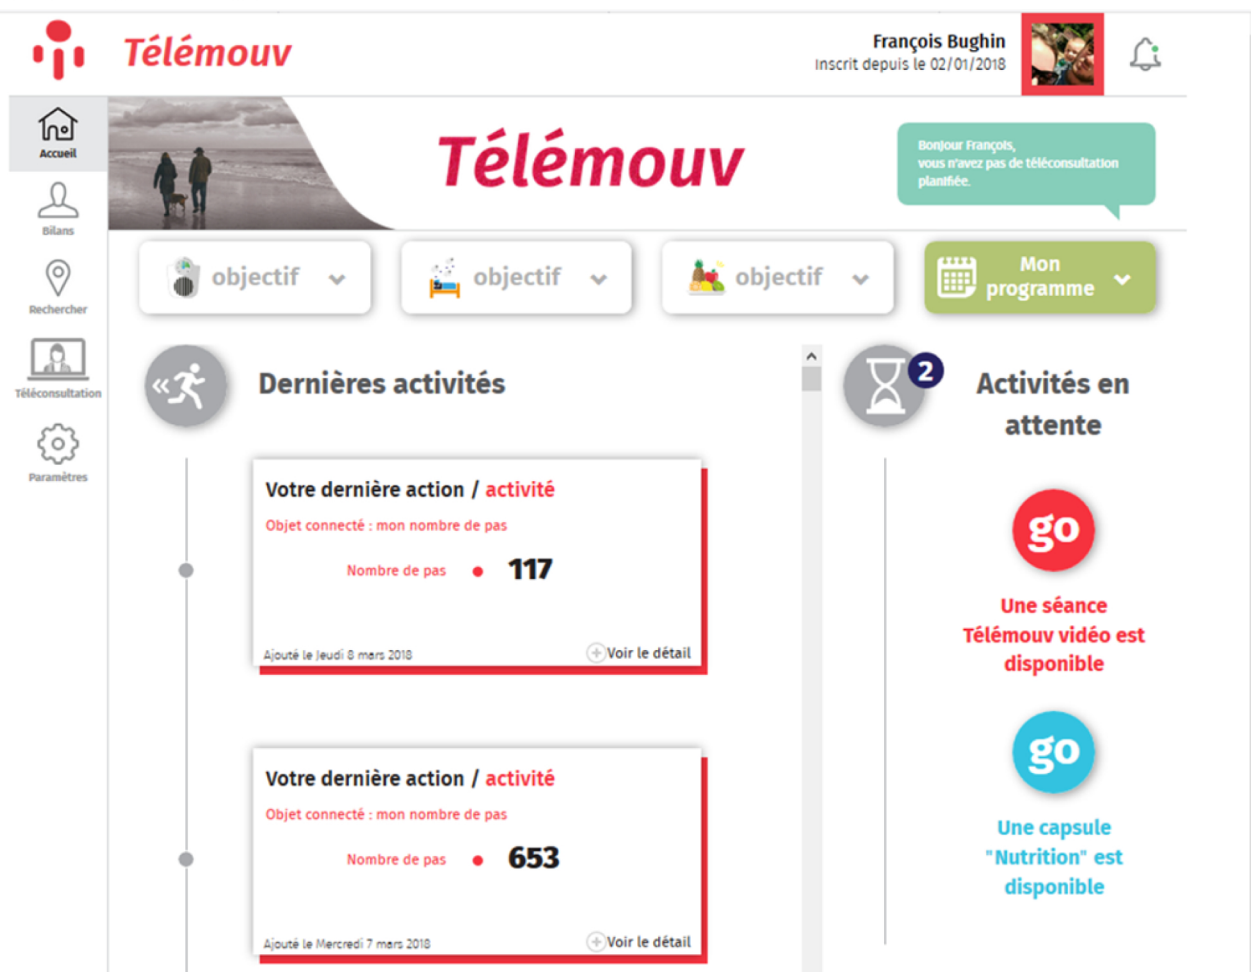 Télémouv
François Bughin
Inscrit depuis le 02/01/2018
Accueil
Bilans
Rechercher
Téléconsultation
Paramètres
Télémouv
Bonjour François,
vous n'avez pas de téléconsultation
planifiée.
objectif
objectif
objectif
Mon
programme
Dernières activités
Votre dernière action / activité
Objet connecté : mon nombre de pas
Nombre de pas • 117
Ajouté le Jeudi 8 mars 2018
Voir le détail
Votre dernière action / activité
Objet connecté : mon nombre de pas
Nombre de pas • 653
Ajouté le Mercredi 7 mars 2018
Voir le détail
2
Activités en
attente
go
Une séance
Télémouv vidéo est
disponible
go
Une capsule
"Nutrition" est
disponible